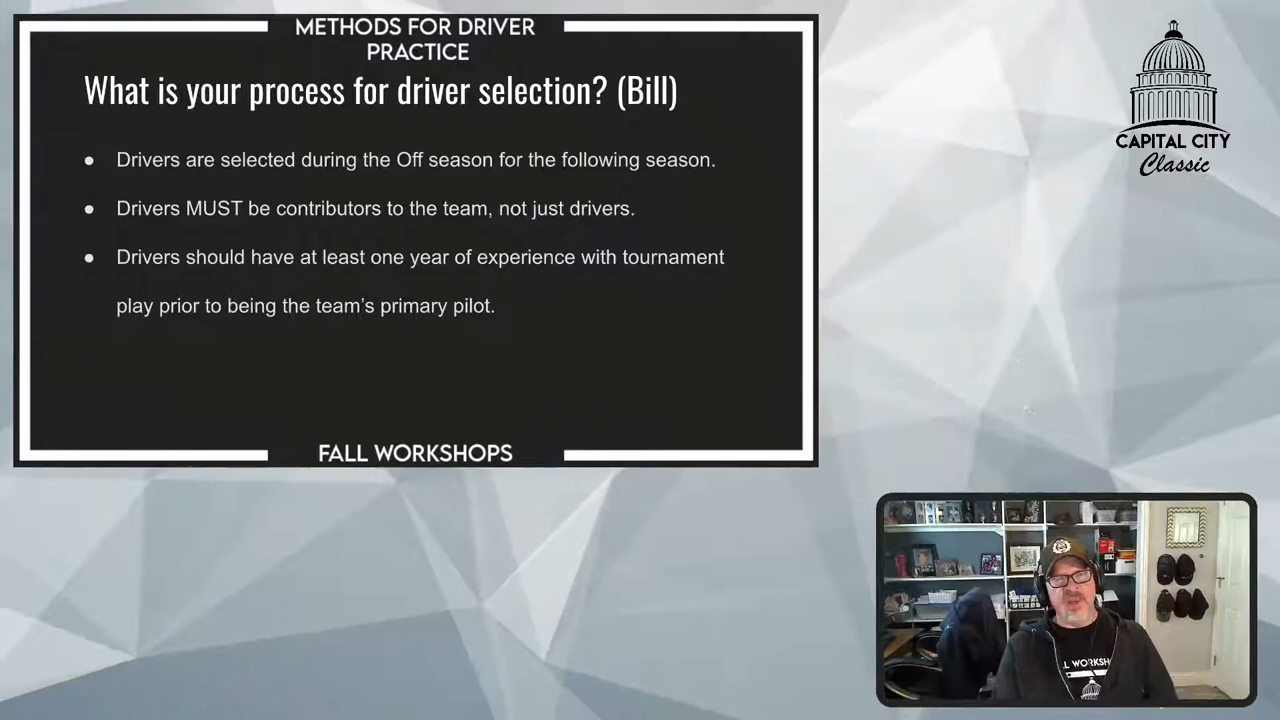 METHODS FOR DRIVER
PRACTICE
What is your process for driver selection? (Bill)
● Drivers are selected during the Off season for the following season.
● Drivers MUST be contributors to the team, not just drivers.
● Drivers should have at least one year of experience with tournament
play prior to being the team's primary pilot.
FALL WORKSHOPS
CAPITAL CITY
Classic
LL WORKSH